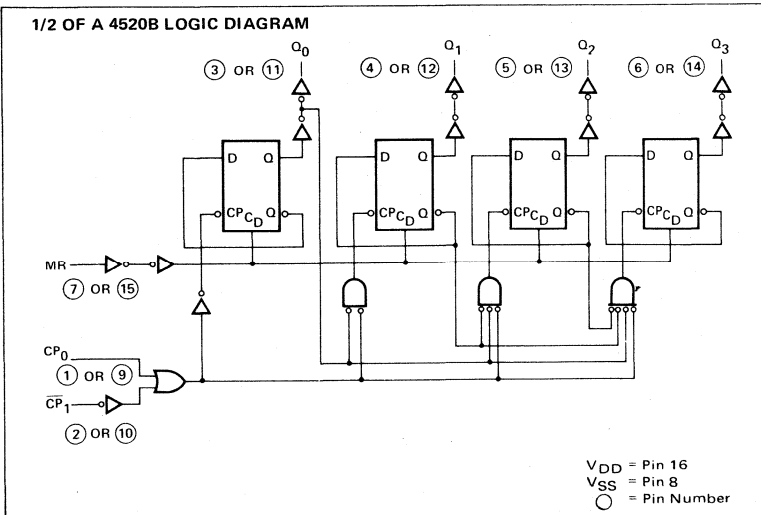 1/2 OF A 4520B LOGIC DIAGRAM
Q0 Q1 Q2 Q3
3 OR 11 4 OR 12 5 OR 13 6 OR 14
D Q D Q D Q D Q
CP CD Q CP CD Q CP CD Q CP CD Q
MR
7 OR 15
CP0
1 OR 9
C̅P̅1
2 OR 10
VDD = Pin 16
VSS = Pin 8
= Pin Number